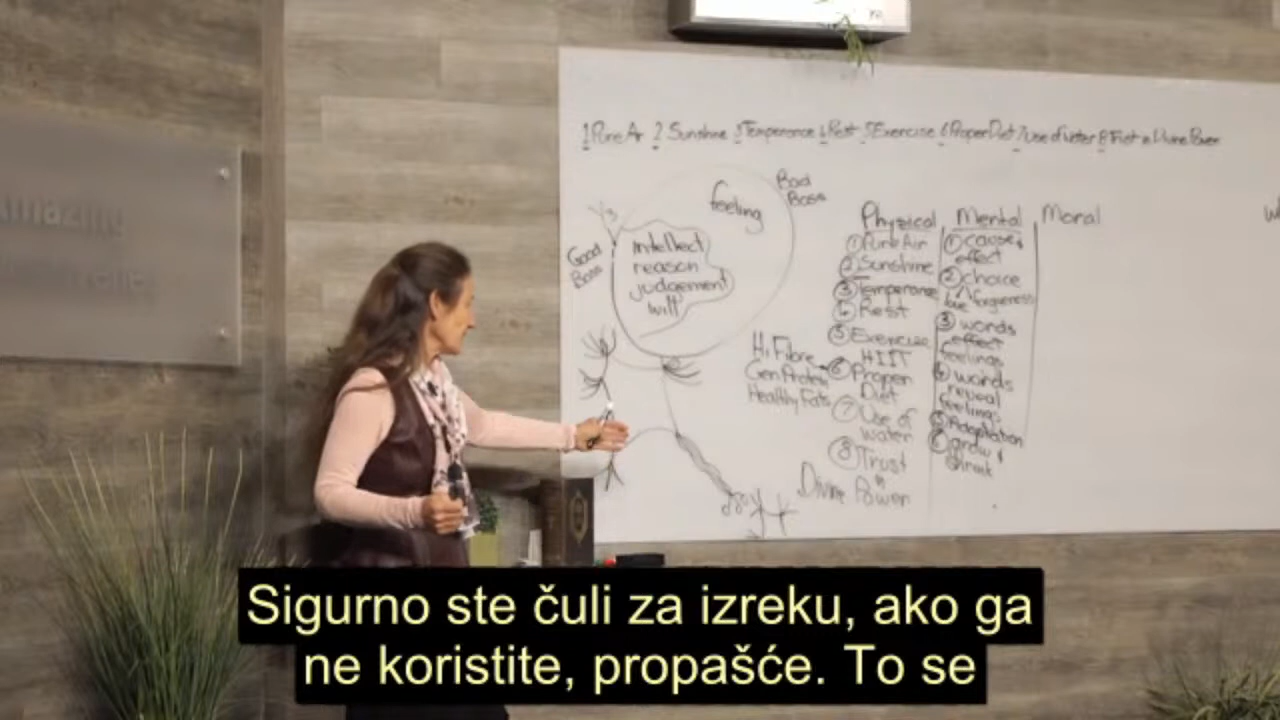 1 Pure Air 2 Sunshine 3 Temperance 4 Rest 5 Exercise 6 Proper Diet 7 Use of Water 8 Trust in Divine Power
Bad
Boss
feeling
Good
Boss
intellect
reason
judgement
will
Physical
① Pure Air
② Sunshine
③ Temperance
④ Rest
⑤ Exercise
HIIT
⑥ Proper
Diet
⑦ Use of
water
⑧ Trust
in
Divine Power
Hi Fibre
Gen Protein
Healthy Fats
Mental
① cause &
effect
② choice
love forgiveness
③ words
effect
feelings
④ words
reveal
feelings
⑤ Adaptation
⑥ grow &
Moral
Sigurno ste čuli za izreku, ako ga
ne koristite, propašće. To se